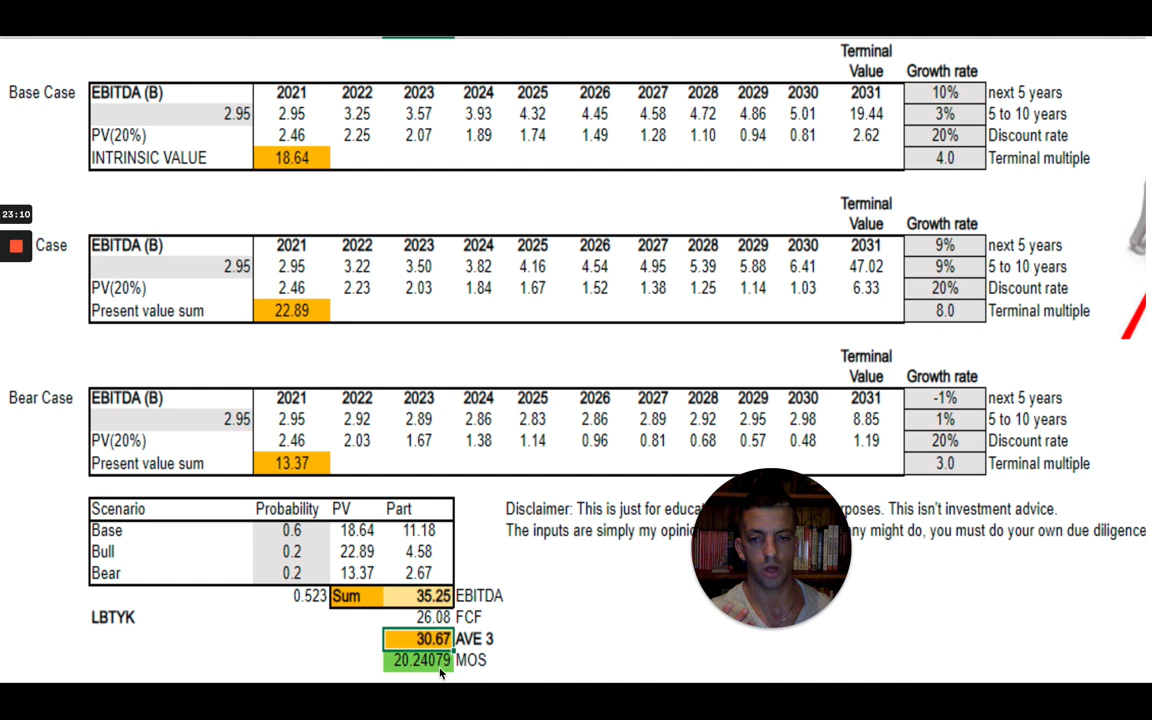 Terminal
Value Growth rate
Base Case EBITDA (B) 2021 2022 2023 2024 2025 2026 2027 2028 2029 2030 2031 10% next 5 years
2.95 2.95 3.25 3.57 3.93 4.32 4.45 4.58 4.72 4.86 5.01 19.44 3% 5 to 10 years
PV(20%) 2.46 2.25 2.07 1.89 1.74 1.49 1.28 1.10 0.94 0.81 2.62 20% Discount rate
INTRINSIC VALUE 18.64 4.0 Terminal multiple
Terminal
23:10
Value Growth rate
Case EBITDA (B) 2021 2022 2023 2024 2025 2026 2027 2028 2029 2030 2031 9% next 5 years
2.95 2.95 3.22 3.50 3.82 4.16 4.54 4.95 5.39 5.88 6.41 47.02 9% 5 to 10 years
PV(20%) 2.46 2.23 2.03 1.84 1.67 1.52 1.38 1.25 1.14 1.03 6.33 20% Discount rate
Present value sum 22.89 8.0 Terminal multiple
Terminal
Value Growth rate
Bear Case EBITDA (B) 2021 2022 2023 2024 2025 2026 2027 2028 2029 2030 2031 -1% next 5 years
2.95 2.95 2.92 2.89 2.86 2.83 2.86 2.89 2.92 2.95 2.98 8.85 1% 5 to 10 years
PV(20%) 2.46 2.03 1.67 1.38 1.14 0.96 0.81 0.68 0.57 0.48 1.19 20% Discount rate
Present value sum 13.37 3.0 Terminal multiple
Scenario Probability PV Part Disclaimer: This is just for educa rposes. This isn't investment advice.
Base 0.6 18.64 11.18 The inputs are simply my opini any might do, you must do your own due diligence
Bull 0.2 22.89 4.58
Bear 0.2 13.37 2.67
0.523 Sum 35.25 EBITDA
LBTYK 26.08 FCF
30.67 AVE 3
20.24079 MOS